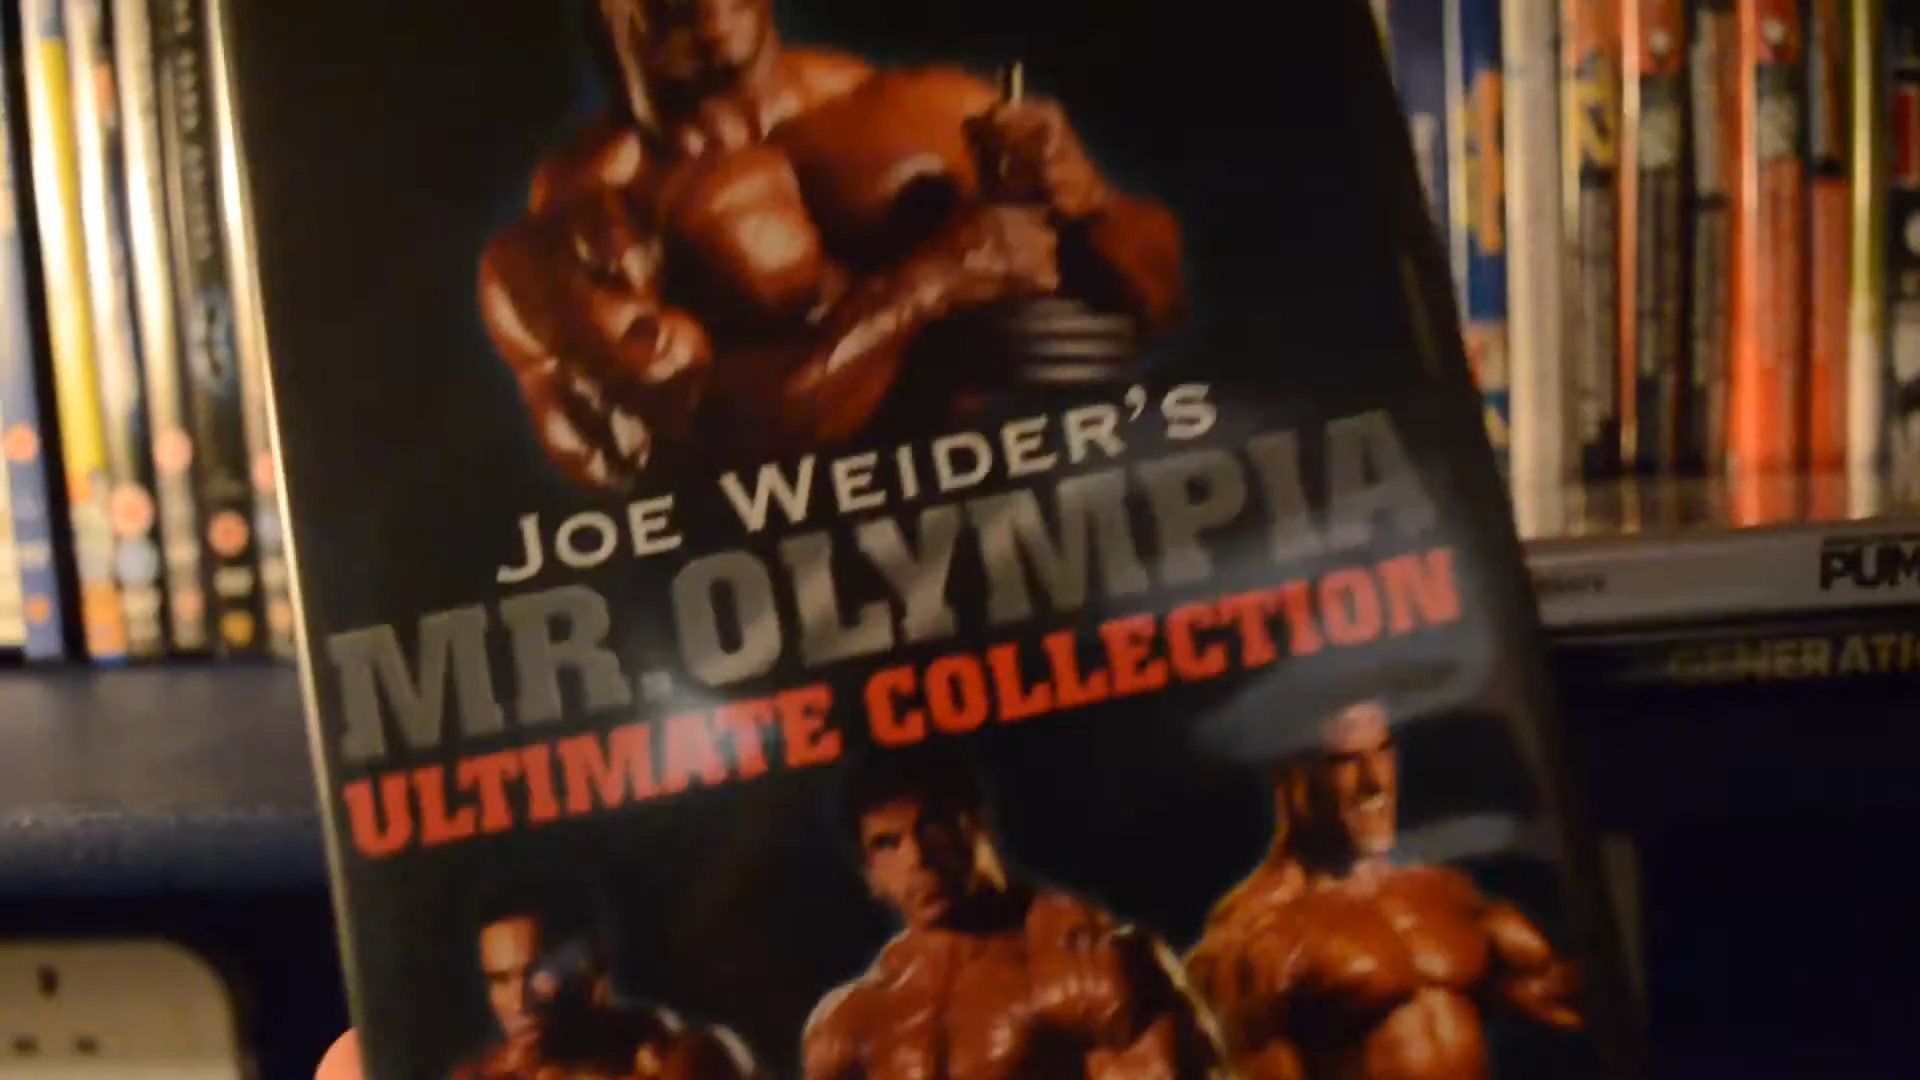 JOE WEIDER'S
MR. OLYMPIA
ULTIMATE COLLECTION
PUM
GENERATI